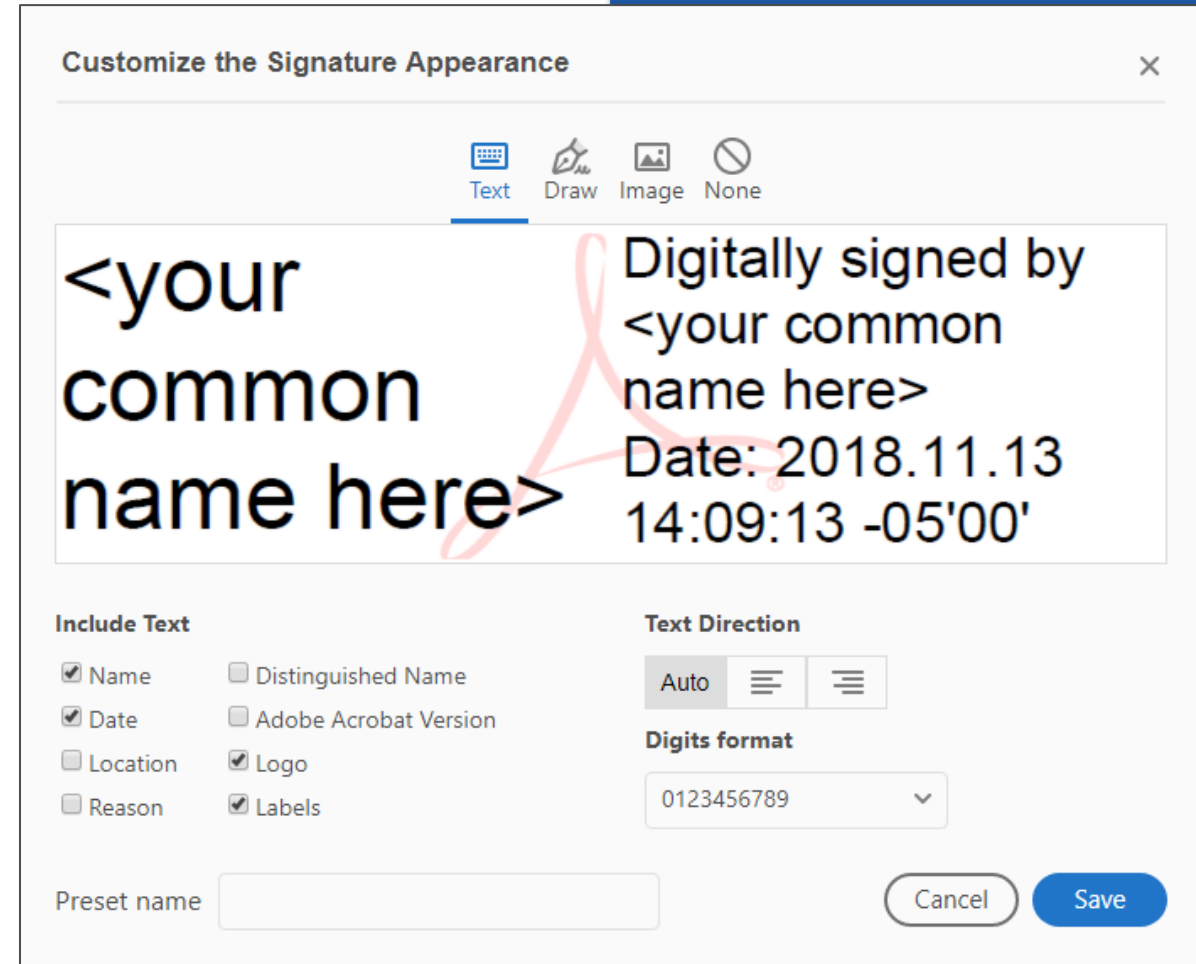 Customize the Signature Appearance
Text Draw Image None
<your
common
name here>
Digitally signed by
<your common
name here>
Date: 2018.11.13
14:09:13 -05'00'
®
Include Text
Name
Distinguished Name
Date
Adobe Acrobat Version
Location
Logo
Reason
Labels
Text Direction
Auto
Digits format
0123456789
Preset name
Cancel
Save